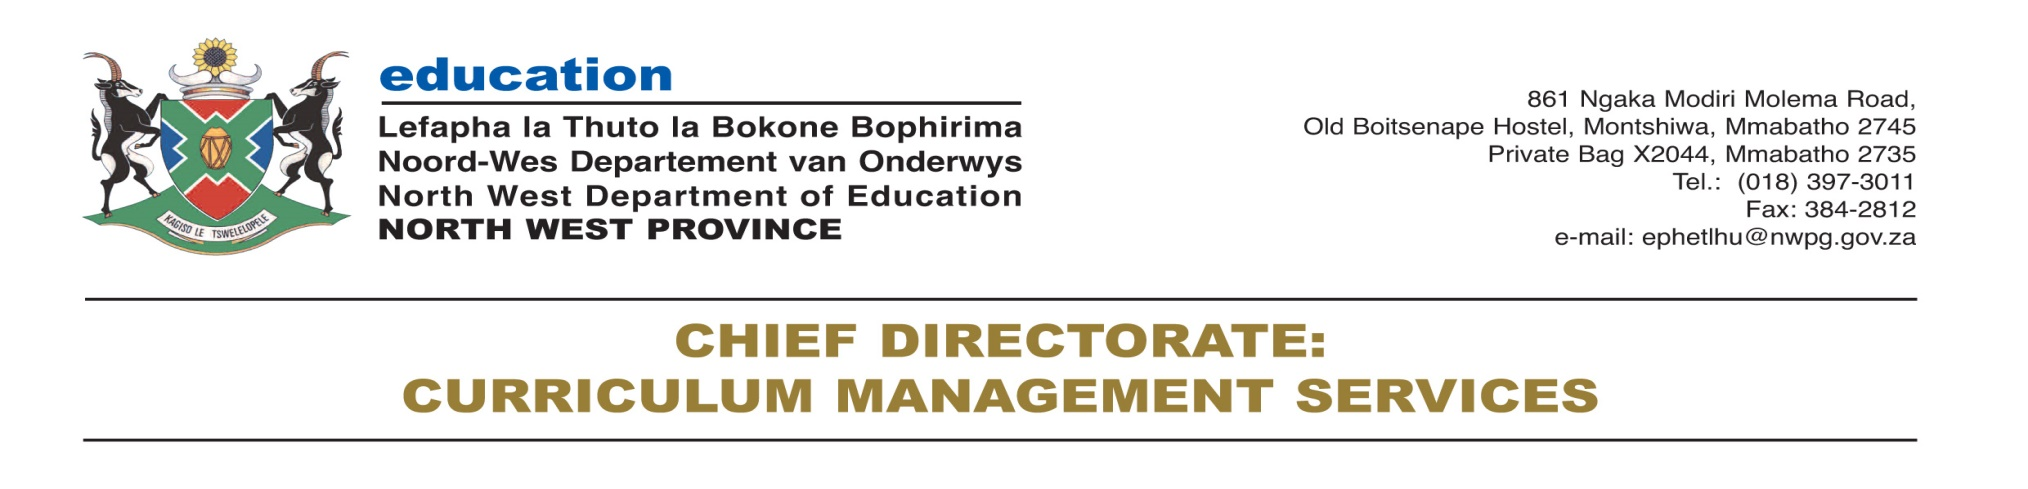 education
Lefapha la Thuto la Bokone Bophirima
Noord-Wes Departement van Onderwys
North West Department of Education
NORTH WEST PROVINCE
KAGISO LE TSWELELOPELE
861 Ngaka Modiri Molema Road,
Old Boitsenape Hostel, Montshiwa, Mmabatho 2745
Private Bag X2044, Mmabatho 2735
Tel.: (018) 397-3011
Fax: 384-2812
e-mail: ephetlhu@nwpg.gov.za
CHIEF DIRECTORATE:
CURRICULUM MANAGEMENT SERVICES